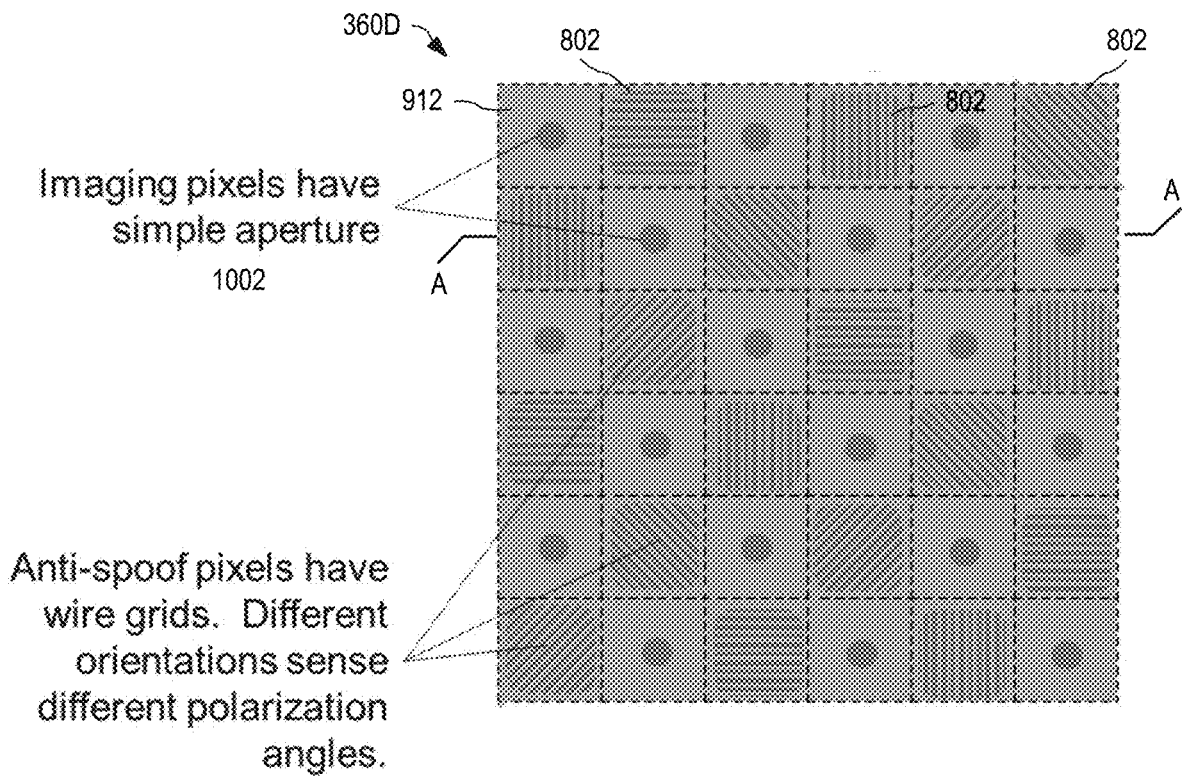 360D
802
802
912
802
Imaging pixels have
simple aperture
1002
A
A
Anti-spoof pixels have
wire grids. Different
orientations sense
different polarization
angles.